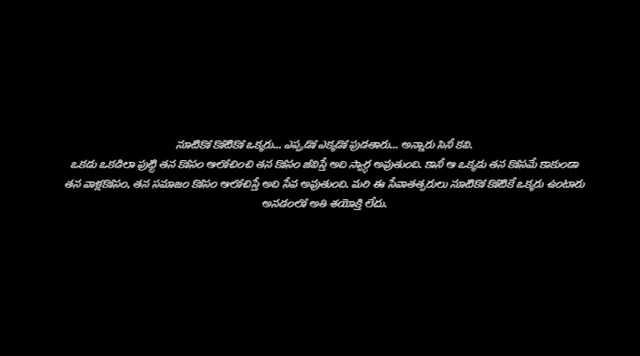 నూటికో కోటికో ఒక్కరు... ఎప్పుడో ఎక్కడో పుడతారు... అన్నారు సినీ కవి.
ఒకడు ఒకడిలా పుట్టి తన కోసం ఆలోచించి తన కోసం జీవిస్తే అది స్వార్థ అవుతుంది. కానీ ఆ ఒక్కడు తన కోసమే కాకుండా
తన వాళ్లకోసం, తన సమాజం కోసం ఆలోచిస్తే అది సేవ అవుతుంది. మరి ఈ సేవాతత్పరులు నూటికో కోటికే ఒక్కరు ఉంటారు
అనడంలో అతి శయోక్తి లేదు.